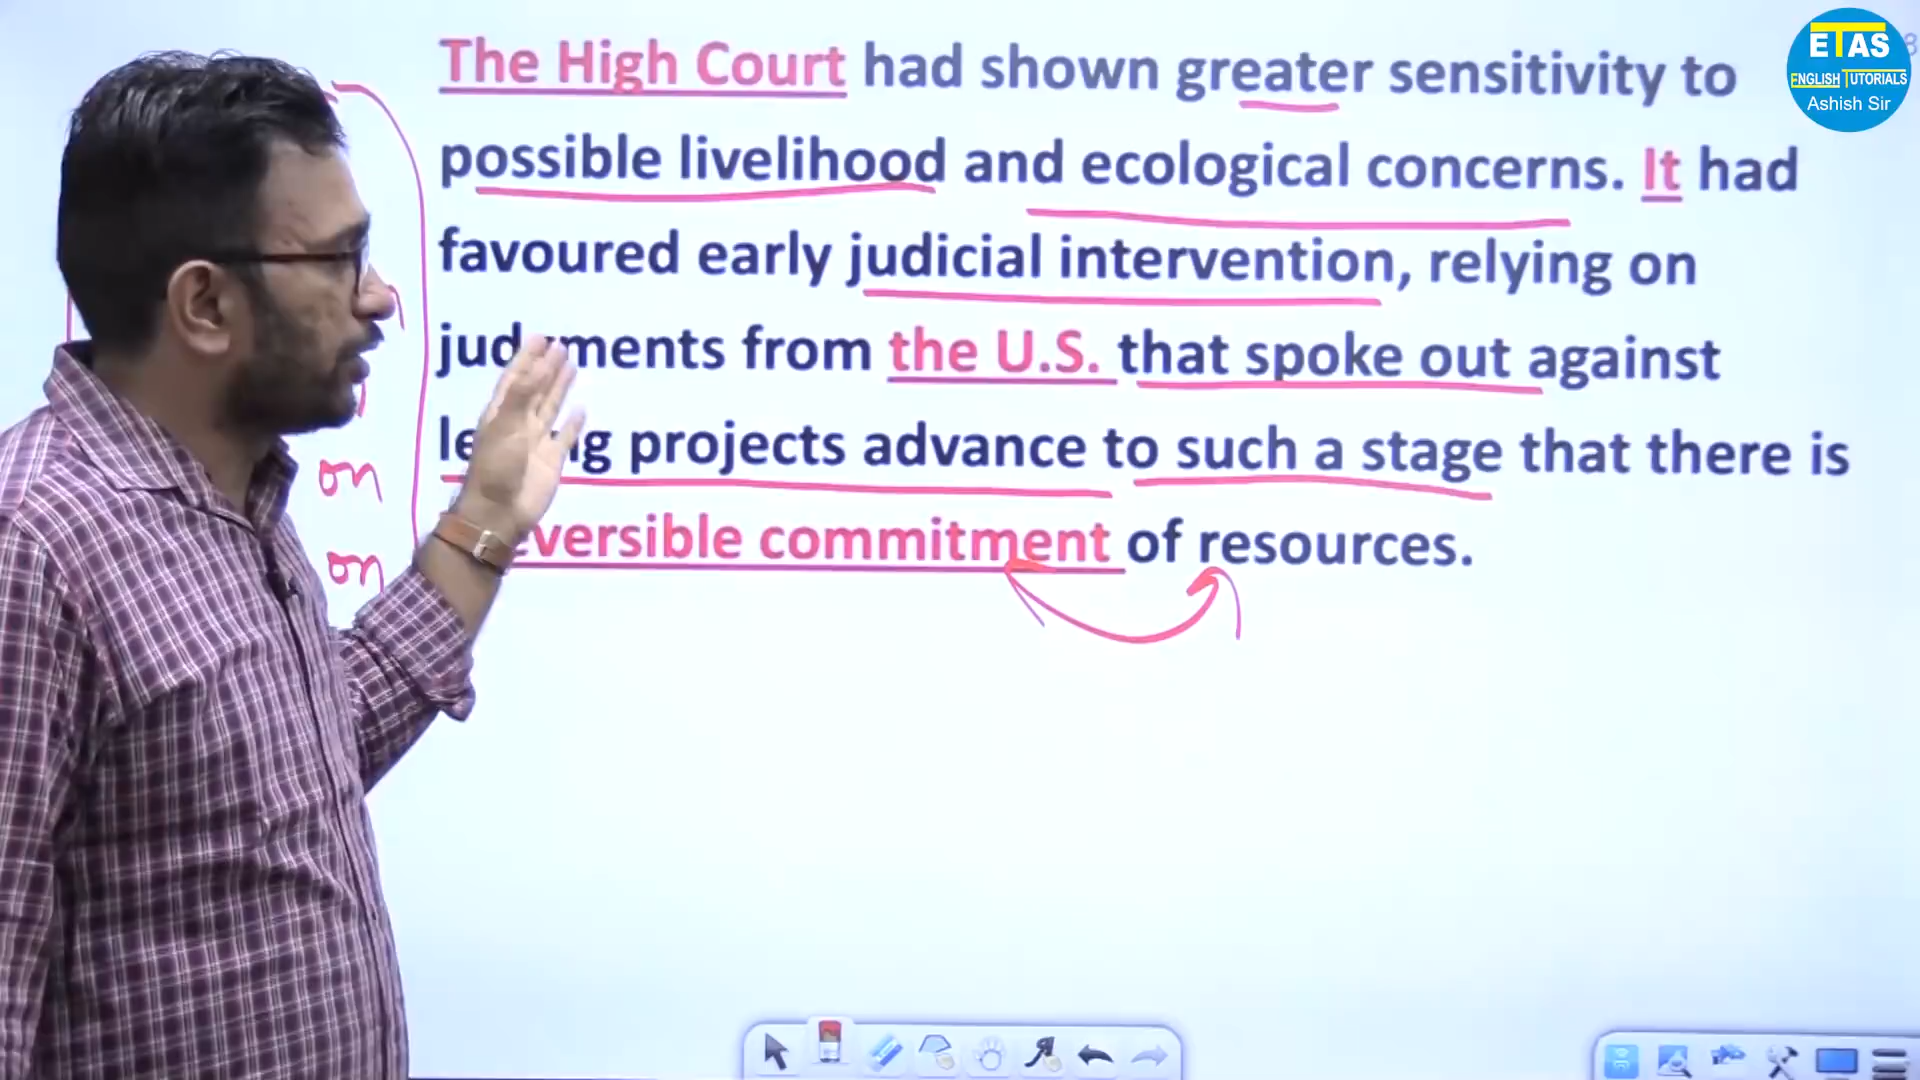 The High Court had shown greater sensitivity to
possible livelihood and ecological concerns. It had
favoured early judicial intervention, relying on
from the U.S. that spoke out against
projects advance to such a stage that there is
commitment of resources.
on
on
ETAS
ENGLISH TUTORIALS
Ashish Sir